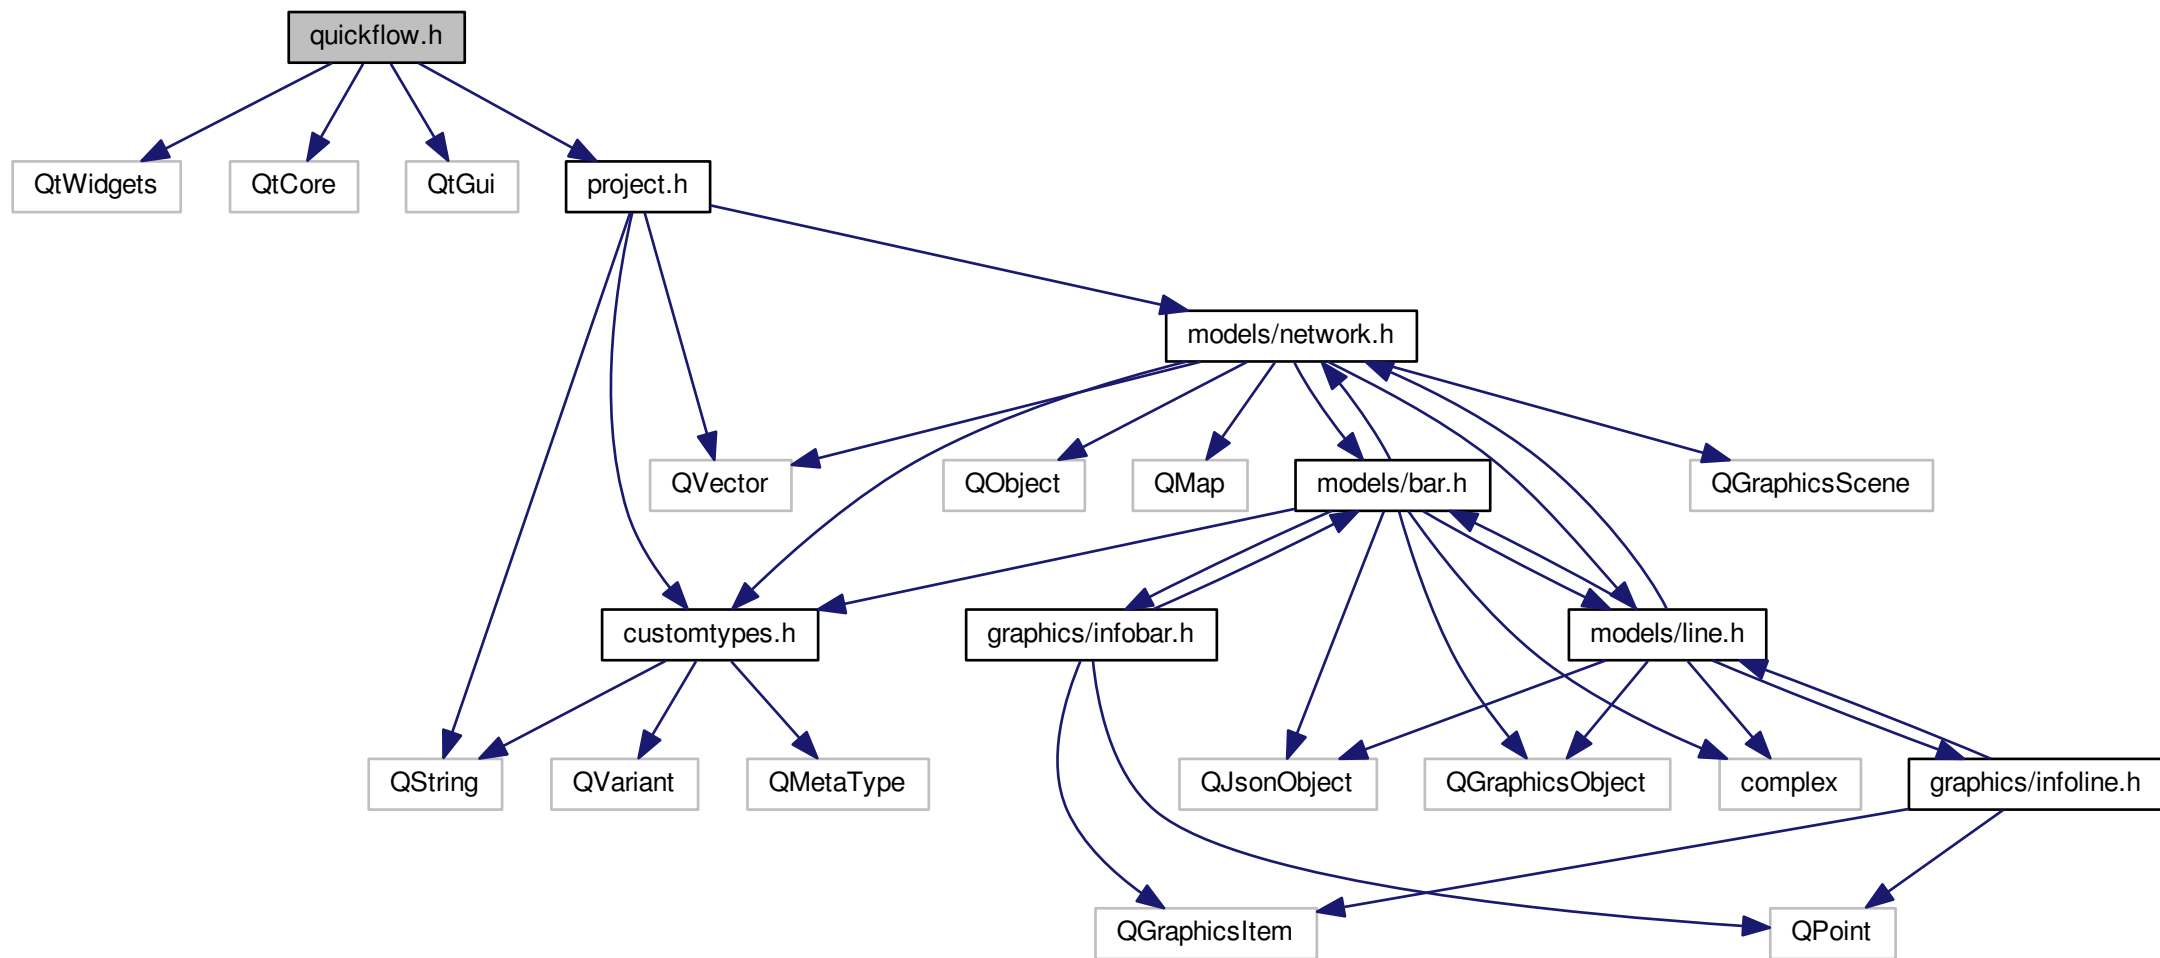 quickflow.h
QtWidgets
QtCore
QtGui
project.h
models/network.h
QVector
QObject
QMap
models/bar.h
QGraphicsScene
customtypes.h
graphics/infobar.h
models/line.h
QString
QVariant
QMetaType
QJsonObject
QGraphicsObject
complex
graphics/infoline.h
QGraphicsItem
QPoint